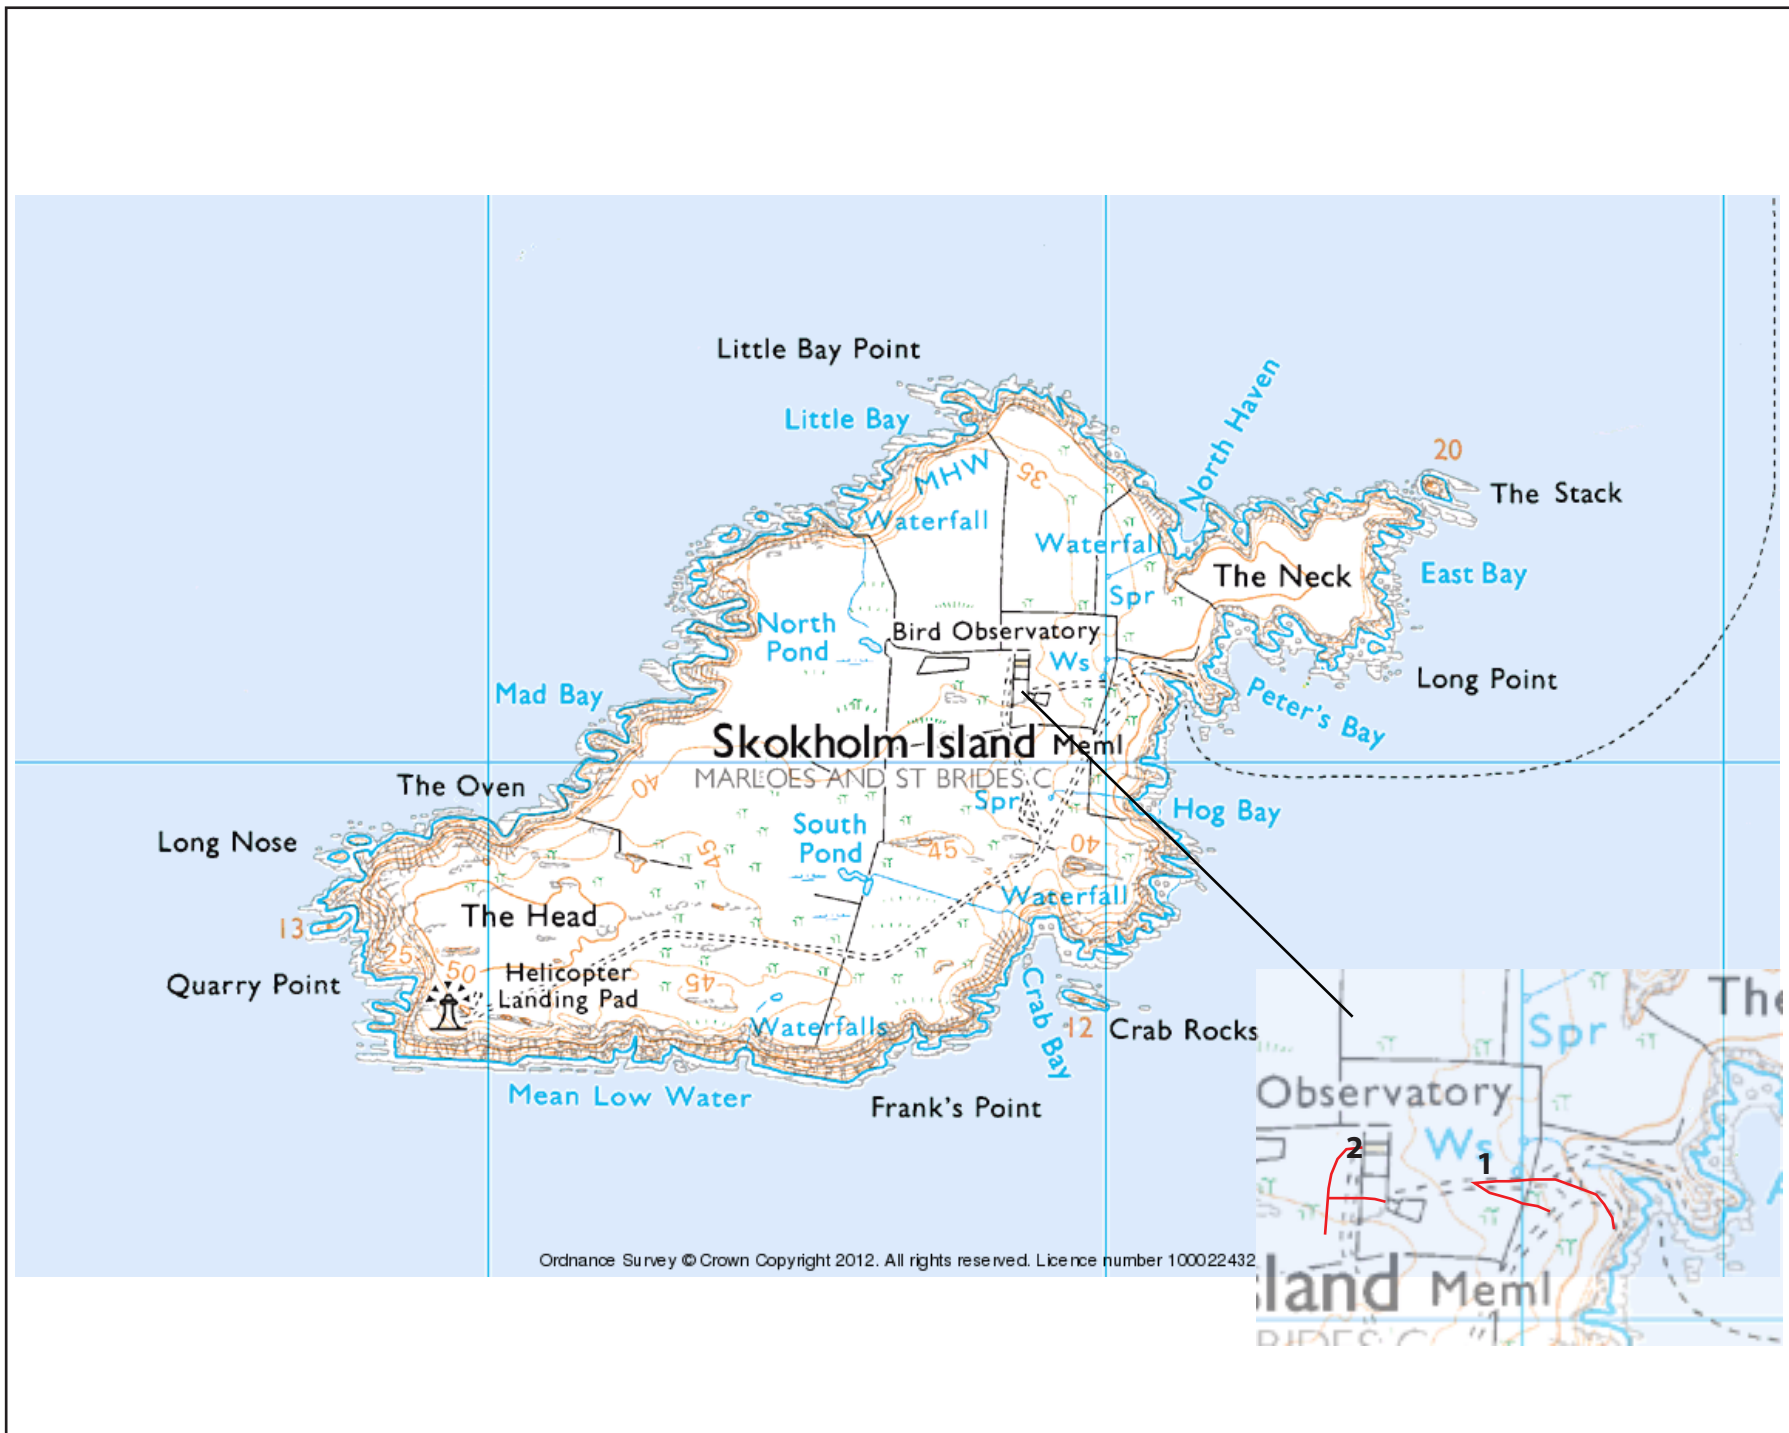 Little Bay Point
Little Bay
North Haven
20
The Stack
MHW
35
Waterfall
Waterfall
The Neck
East Bay
Spr
North
Pond
Bird Observatory
Ws
Long Point
Mad Bay
Peter's Bay
Skokholm Island
Meml
MARLOES AND ST BRIDES C
The Oven
40
Spr
Hog Bay
Long Nose
South
Pond
45
45
40
Waterfall
The Head
13
25
50
Quarry Point
Helicopter
Landing Pad
45
Crab Bay
Waterfalls
12
Crab Rocks
Mean Low Water
Frank's Point
The
Spr
Observatory
Ws
2
1
Island
Meml
BRIDES C
Ordnance Survey © Crown Copyright 2012. All rights reserved. Licence number 100022432